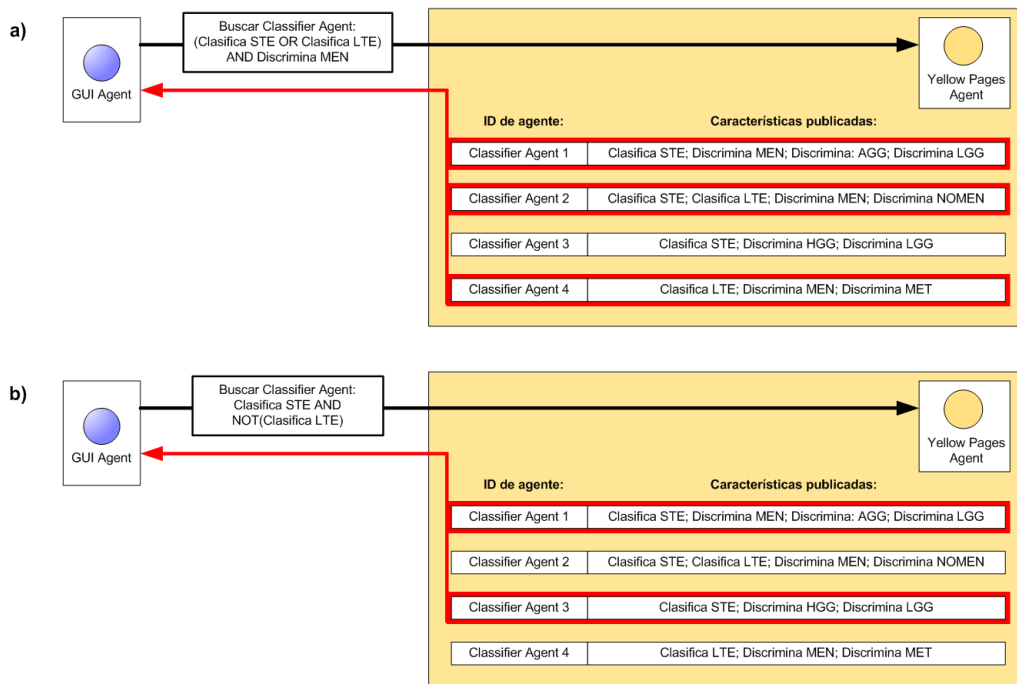 a)
Buscar Classifier Agent:
(Clasifica STE OR Clasifica LTE)
AND Discrimina MEN
GUI Agent
Yellow Pages
Agent
ID de agente: Características publicadas:
Classifier Agent 1 Clasifica STE; Discrimina MEN; Discrimina: AGG; Discrimina LGG
Classifier Agent 2 Clasifica STE; Clasifica LTE; Discrimina MEN; Discrimina NOMEN
Classifier Agent 3 Clasifica STE; Discrimina HGG; Discrimina LGG
Classifier Agent 4 Clasifica LTE; Discrimina MEN; Discrimina MET
b)
Buscar Classifier Agent:
Clasifica STE AND
NOT(Clasifica LTE)
GUI Agent
Yellow Pages
Agent
ID de agente: Características publicadas:
Classifier Agent 1 Clasifica STE; Discrimina MEN; Discrimina: AGG; Discrimina LGG
Classifier Agent 2 Clasifica STE; Clasifica LTE; Discrimina MEN; Discrimina NOMEN
Classifier Agent 3 Clasifica STE; Discrimina HGG; Discrimina LGG
Classifier Agent 4 Clasifica LTE; Discrimina MEN; Discrimina MET